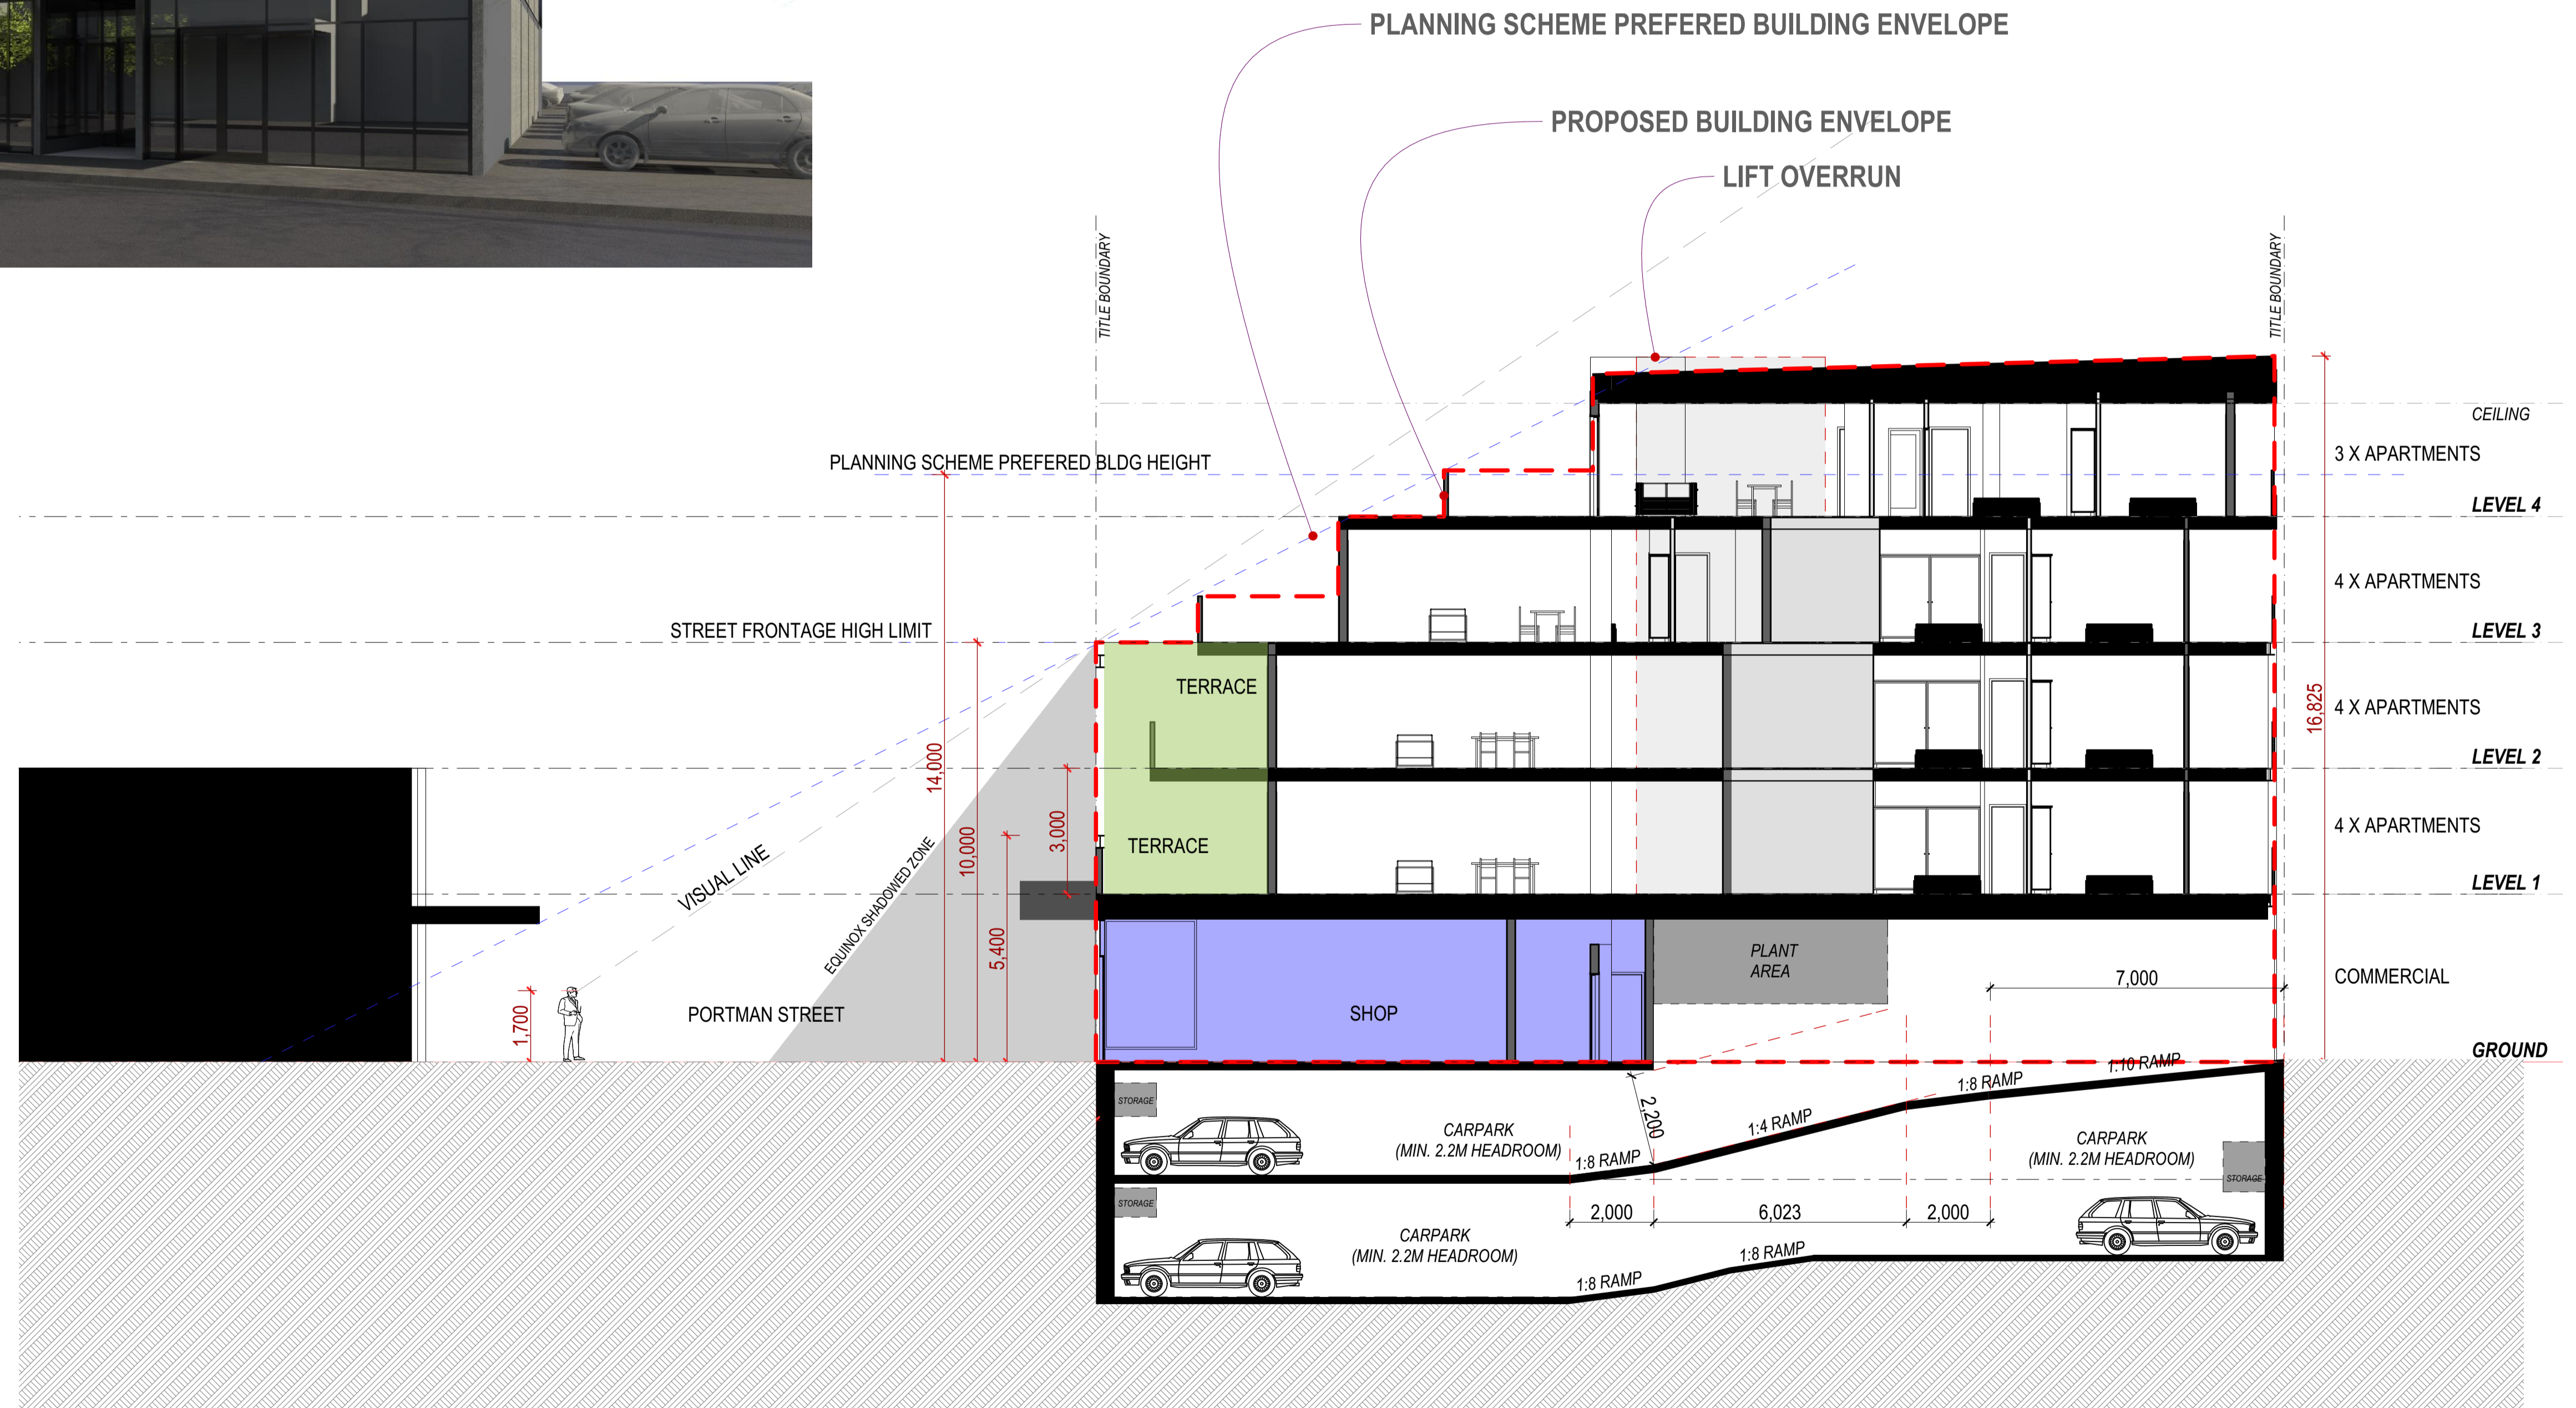 PLANNING SCHEME PREFERED BUILDING ENVELOPE
PROPOSED BUILDING ENVELOPE
LIFT OVERRUN
TITLE BOUNDARY
TITLE BOUNDARY
CEILING
3 X APARTMENTS
PLANNING SCHEME PREFERED BLDG HEIGHT
LEVEL 4
4 X APARTMENTS
STREET FRONTAGE HIGH LIMIT
LEVEL 3
TERRACE
16,825
4 X APARTMENTS
14,000
LEVEL 2
10,000
3,000
4 X APARTMENTS
TERRACE
VISUAL LINE
EQUINOX SHADOWED ZONE
LEVEL 1
5,400
PLANT
AREA
7,000
COMMERCIAL
1,700
PORTMAN STREET
SHOP
GROUND
1:10 RAMP
1:8 RAMP
STORAGE
2,200
1:4 RAMP
CARPARK
(MIN. 2.2M HEADROOM)
1:8 RAMP
CARPARK
(MIN. 2.2M HEADROOM)
STORAGE
STORAGE
2,000
6,023
2,000
CARPARK
(MIN. 2.2M HEADROOM)
1:8 RAMP
1:8 RAMP